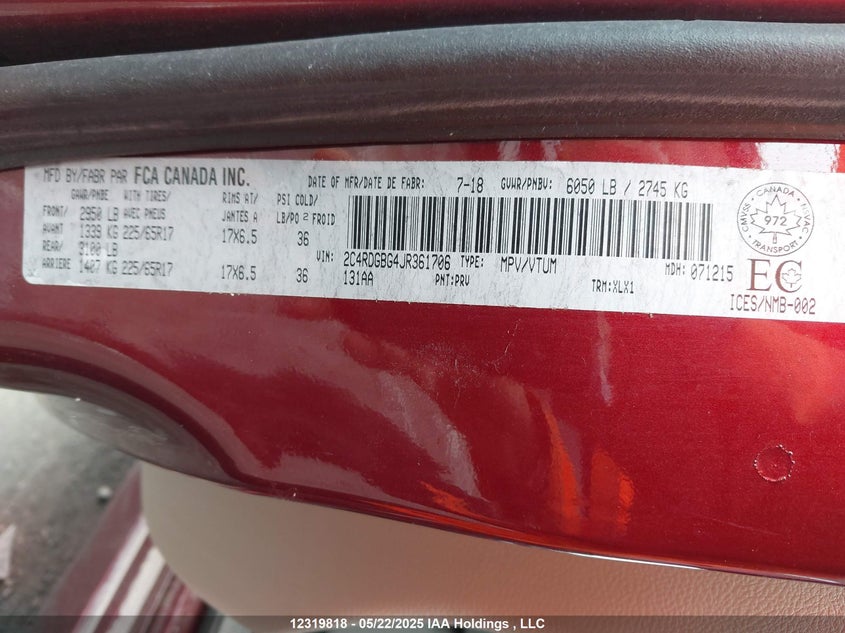 MFD BY/FABR PAR FCA CANADA INC.
DATE OF MFR/DATE DE FABR: 7-18 GVWR/PNBV: 6050 LB / 2745 KG
GAWR/PNBE WITH TIRES/ RIMS AT/ PSI COLD/
FRONT/ 2950 LB AVEC PNEUS JANTES A LB/PO 2 FROID
AVANT 1339 KG 225/65R17 17X6.5 36
REAR/ 3100 LB
ARRIERE 1407 KG 225/65R17 17X6.5 36
VIN: 2C4RDGBG4JR361706 TYPE: MPV/VTUM MDH: 071215
131AA PNT:PRV TRM:XLX1
CMVSS CANADA NSVAC
972
TRANSPORT
EC
ICES/NMB-002
12319818 - 05/22/2025 IAA Holdings , LLC